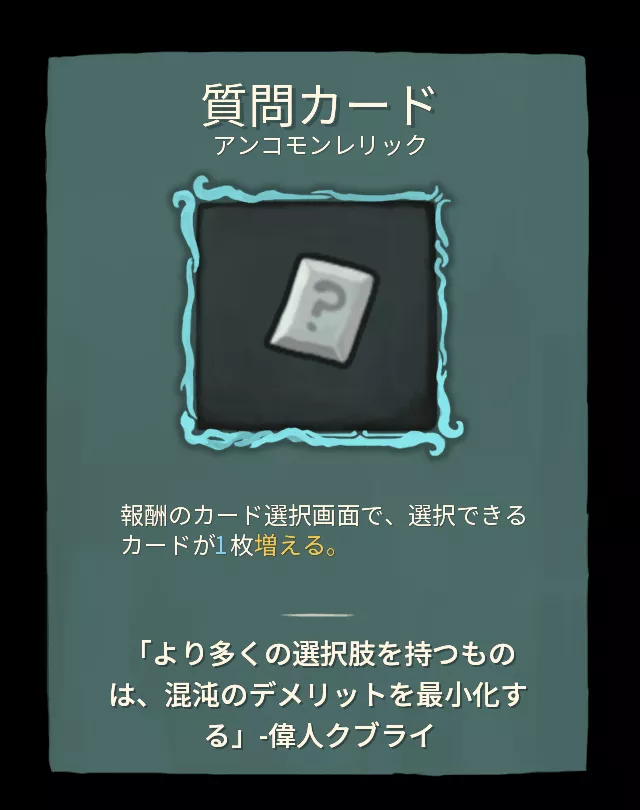 質問カード
アンコモンレリック
?
報酬のカード選択画面で、選択できる
カードが1枚増える。
「より多くの選択肢を持つもの
は、混沌のデメリットを最小化す
る」-偉人クブライ